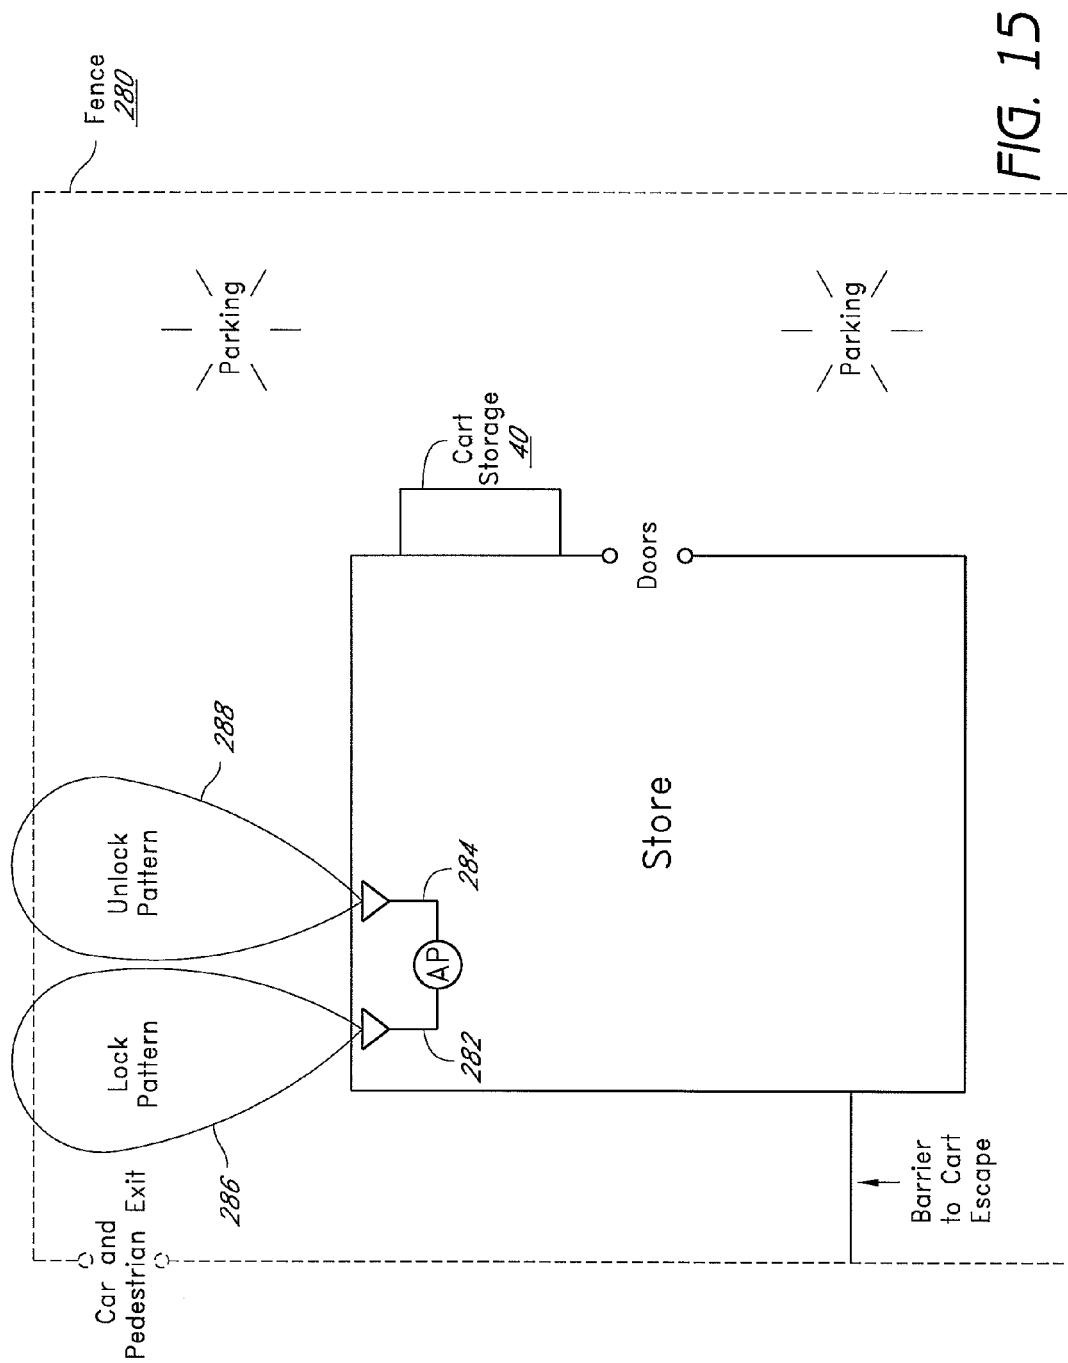 Car and
Pedestrian Exit
Lock
Pattern
286
Unlock
Pattern
288
Fence
280
Parking
282
AP
284
Cart
Storage
40
Store
Doors
Parking
Barrier
to Cart
Escape
FIG. 15